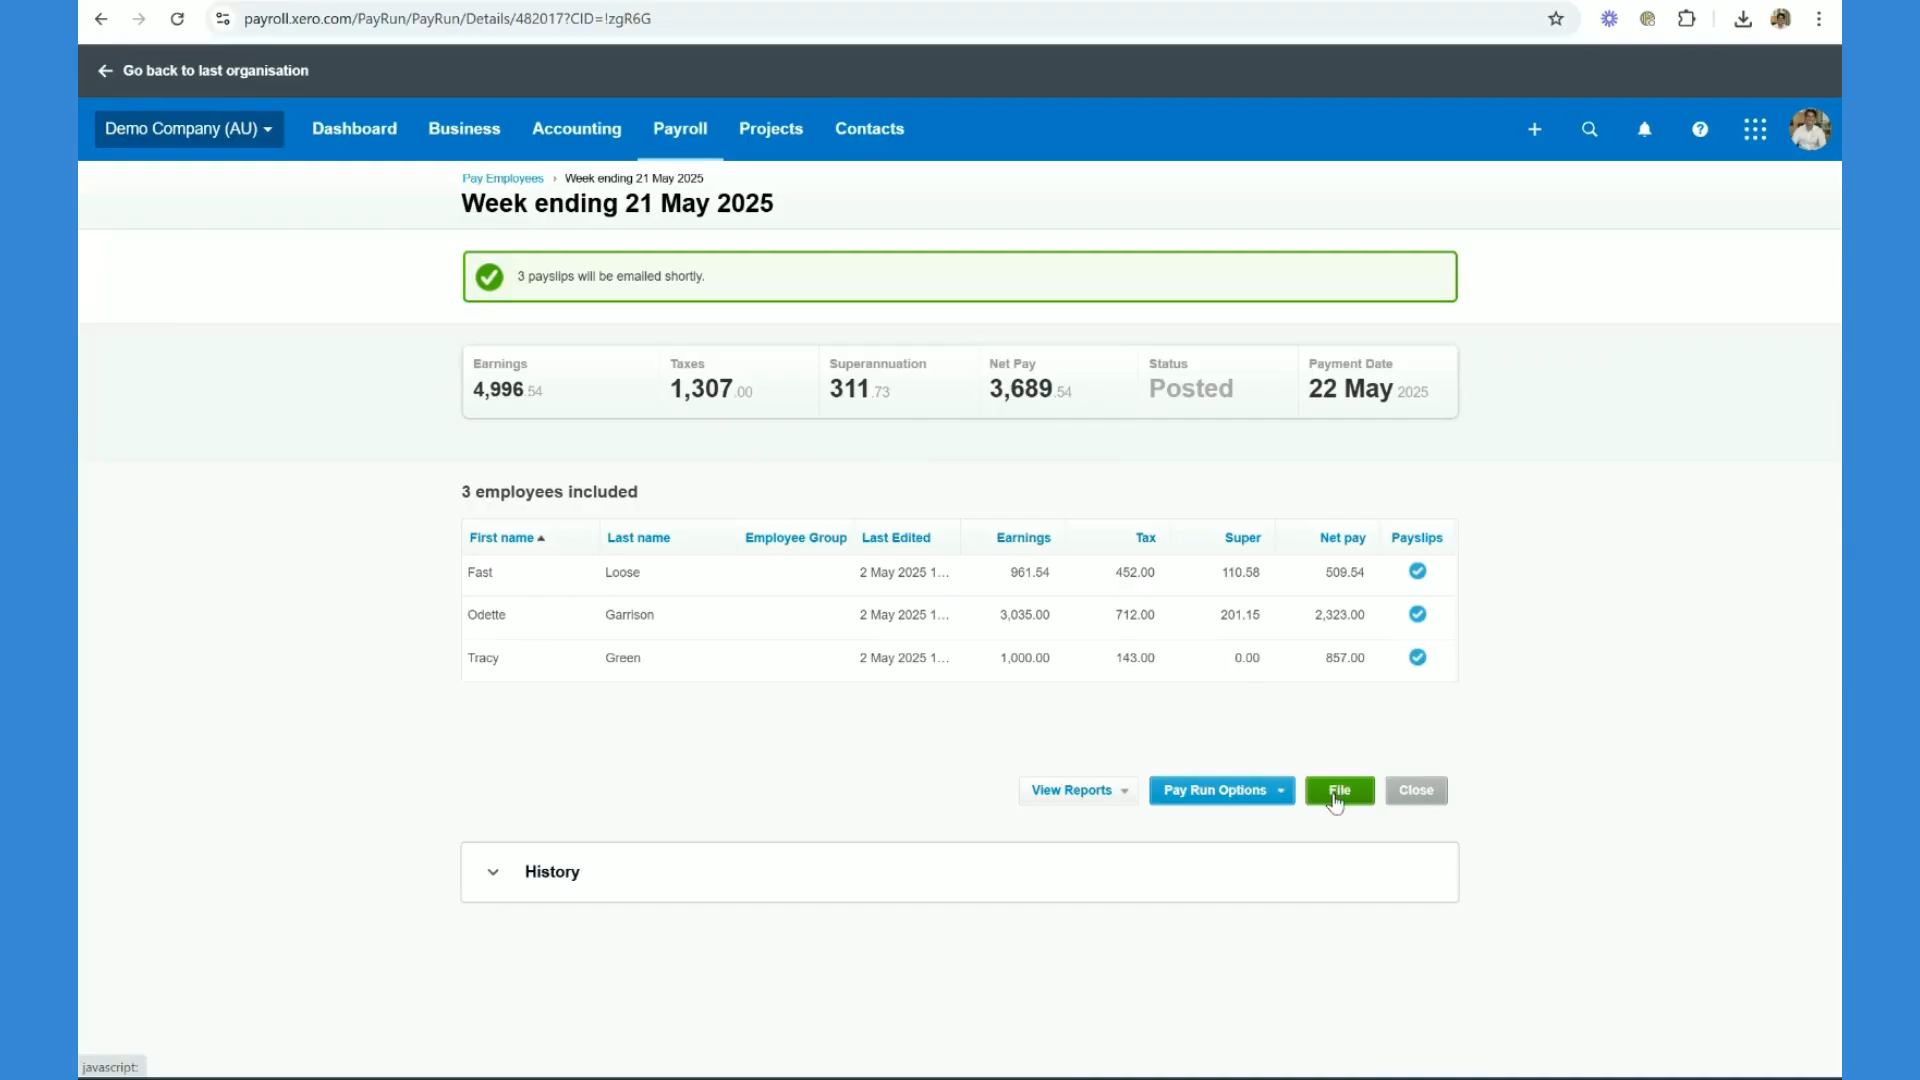 payroll.xero.com/PayRun/PayRun/Details/482017?CID=!zgR6G
Go back to last organisation
Demo Company (AU) Dashboard Business Accounting Payroll Projects Contacts
Pay Employees › Week ending 21 May 2025
Week ending 21 May 2025
3 payslips will be emailed shortly.
Earnings Taxes Superannuation Net Pay Status Payment Date
4,996.54 1,307.00 311.73 3,689.54 Posted 22 May 2025
3 employees included
First name Last name Employee Group Last Edited Earnings Tax Super Net pay Payslips
Fast Loose 2 May 2025 1... 961.54 452.00 110.58 509.54
Odette Garrison 2 May 2025 1... 3,035.00 712.00 201.15 2,323.00
Tracy Green 2 May 2025 1... 1,000.00 143.00 0.00 857.00
View Reports Pay Run Options File Close
History
javascript: